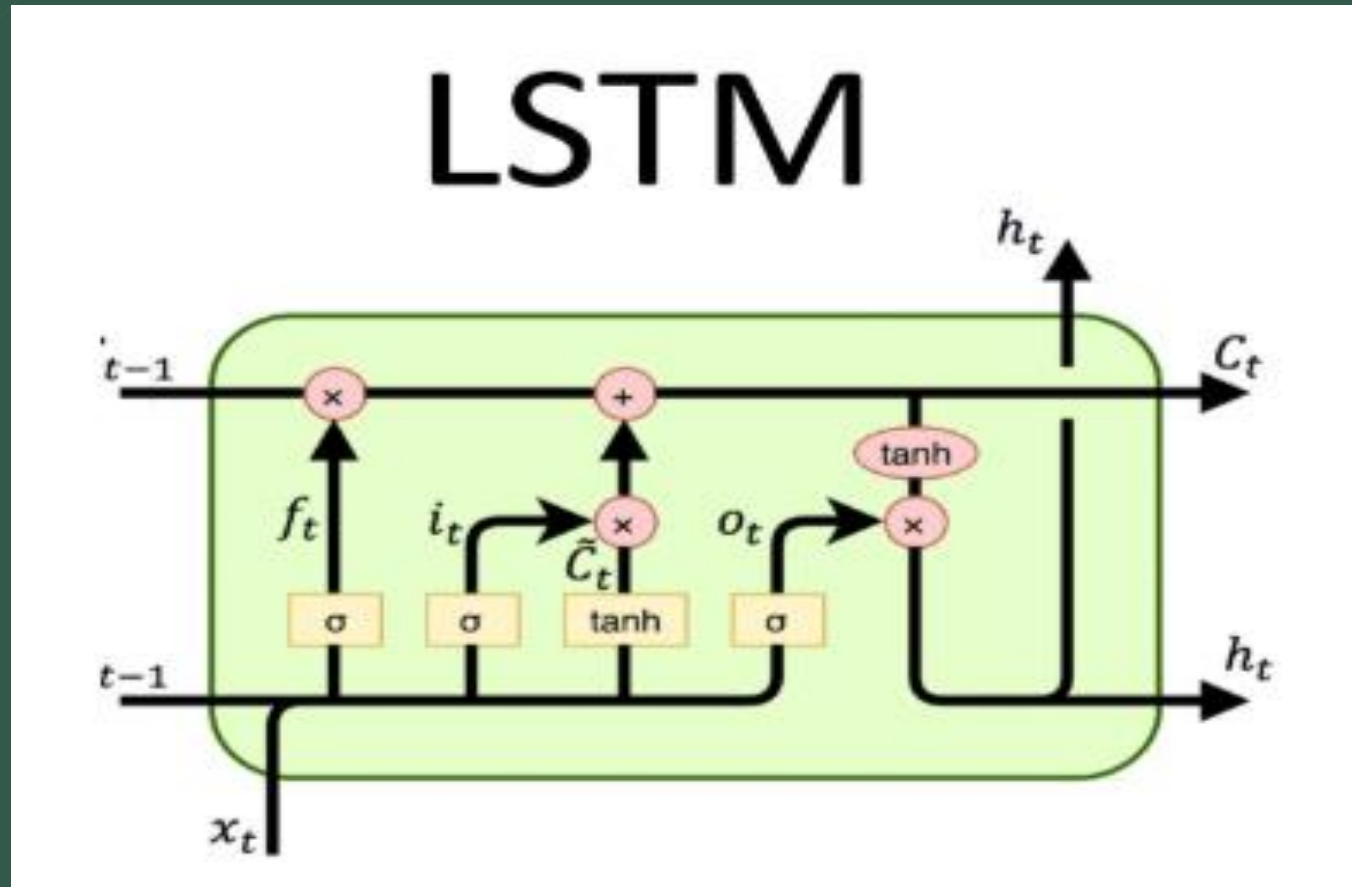 LSTM
h_t
t−1
C_t
× +
tanh
f_t i_t × o_t ×
C̃_t
σ σ tanh σ
t−1
h_t
x_t